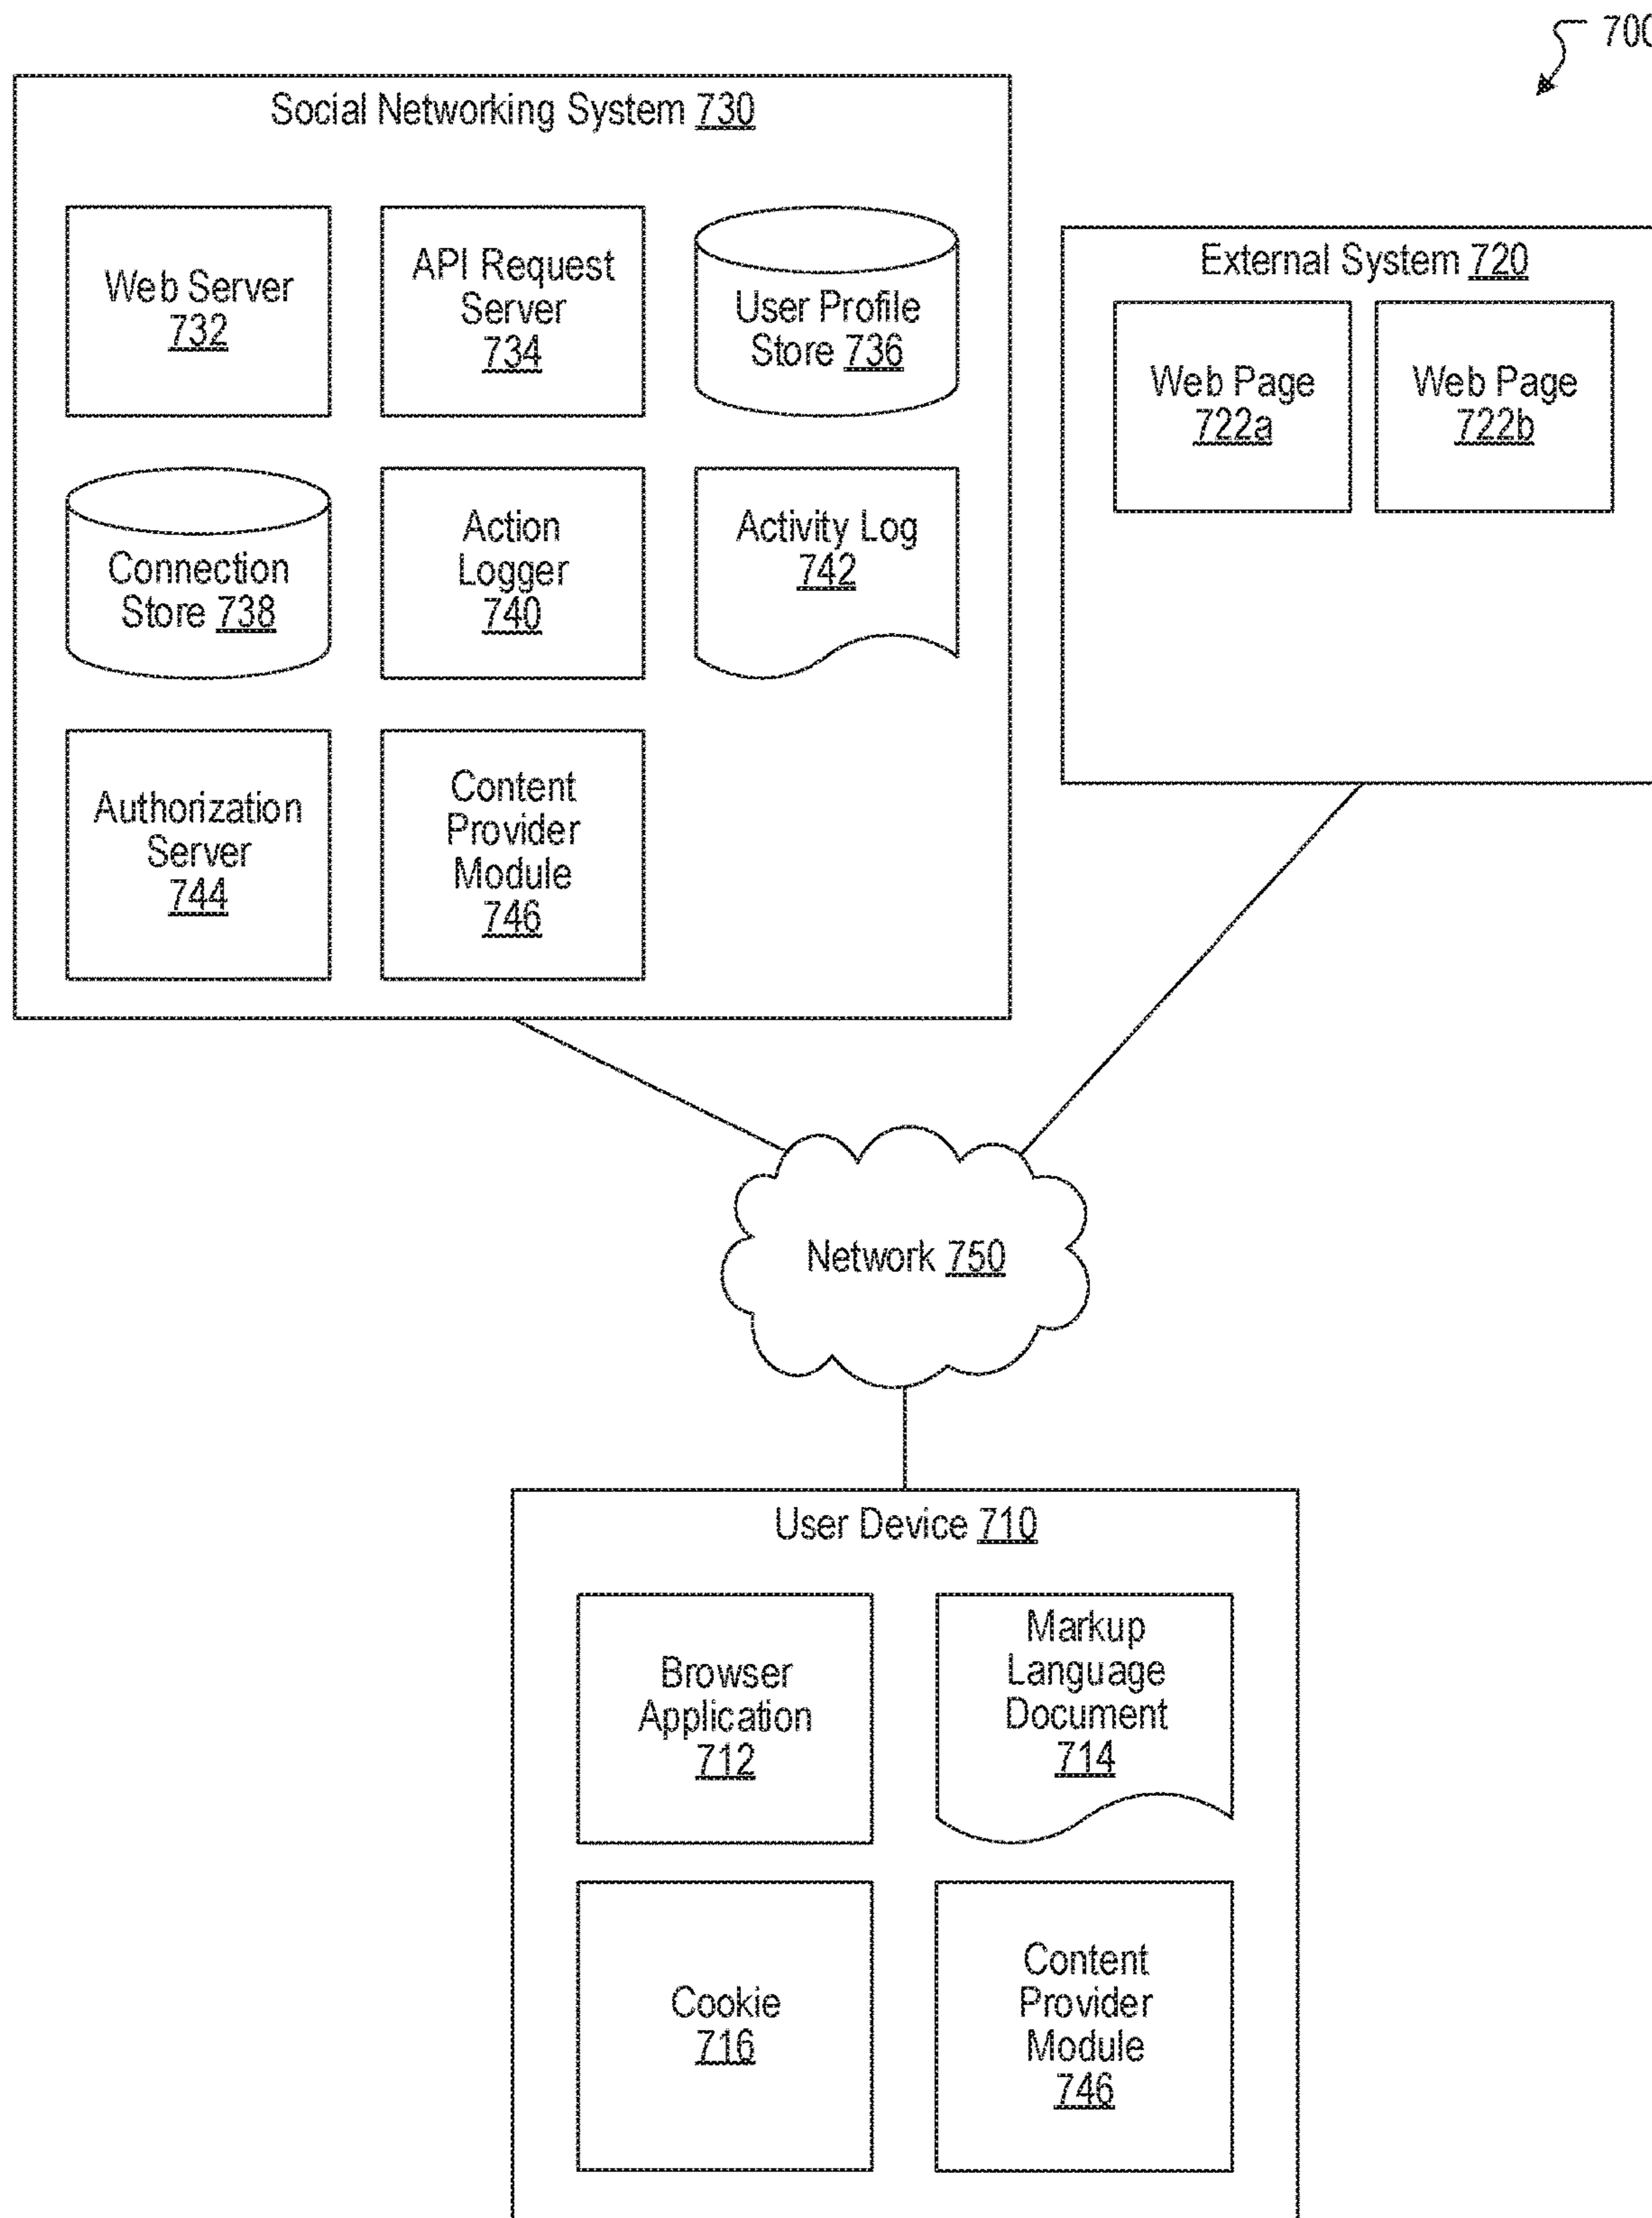 700
Social Networking System 730
Web Server
732
API Request
Server
734
User Profile
Store 736
Connection
Store 738
Action
Logger
740
Activity Log
742
Authorization
Server
744
Content
Provider
Module
746
External System 720
Web Page
722a
Web Page
722b
Network 750
User Device 710
Browser
Application
712
Markup
Language
Document
714
Cookie
716
Content
Provider
Module
746